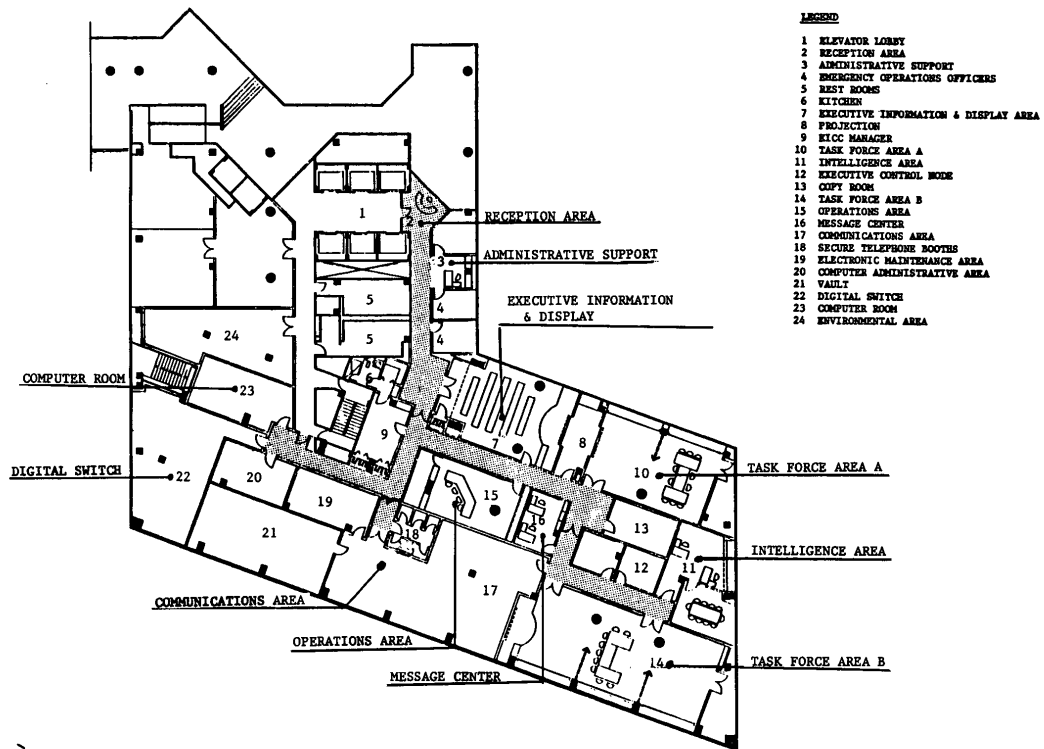 LEGEND
1 ELEVATOR LOBBY
2 RECEPTION AREA
3 ADMINISTRATIVE SUPPORT
4 EMERGENCY OPERATIONS OFFICERS
5 REST ROOMS
6 KITCHEN
7 EXECUTIVE INFORMATION & DISPLAY AREA
8 PROJECTION
9 EICC MANAGER
10 TASK FORCE AREA A
11 INTELLIGENCE AREA
12 EXECUTIVE CONTROL NODE
13 COPY ROOM
14 TASK FORCE AREA B
15 OPERATIONS AREA
16 MESSAGE CENTER
17 COMMUNICATIONS AREA
18 SECURE TELEPHONE BOOTHS
19 ELECTRONIC MAINTENANCE AREA
20 COMPUTER ADMINISTRATIVE AREA
21 VAULT
22 DIGITAL SWITCH
23 COMPUTER ROOM
24 ENVIRONMENTAL AREA
1
2
RECEPTION AREA
3
ADMINISTRATIVE SUPPORT
5
4
EXECUTIVE INFORMATION
& DISPLAY
24
5
4
COMPUTER ROOM
6
23
9
7
8
DIGITAL SWITCH
22
20
10
TASK FORCE AREA A
19
15
16
13
21
18
INTELLIGENCE AREA
12
11
17
COMMUNICATIONS AREA
OPERATIONS AREA
14
TASK FORCE AREA B
MESSAGE CENTER